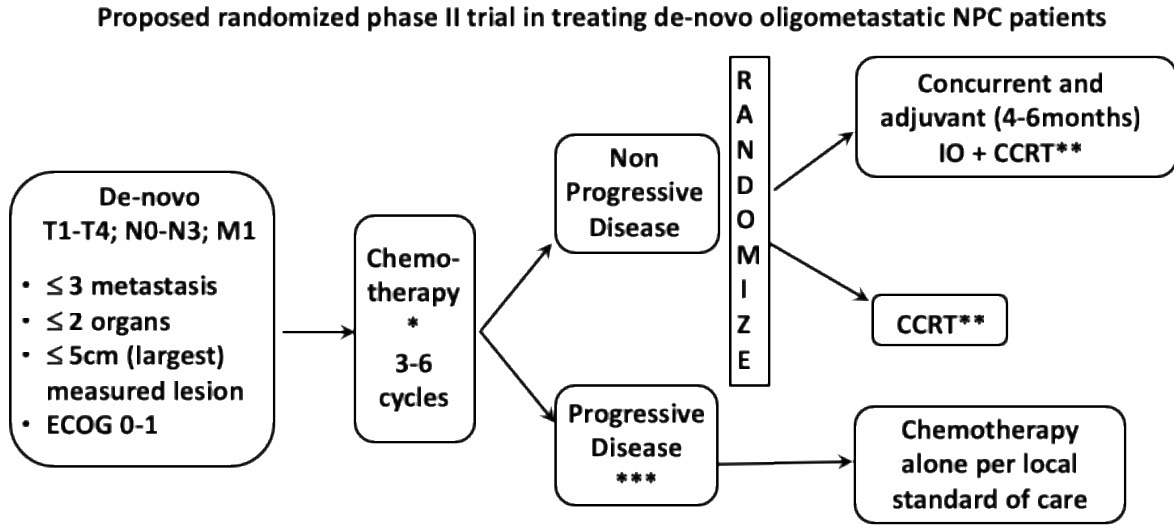 Proposed randomized phase II trial in treating de-novo oligometastatic NPC patients
De-novo
T1-T4; N0-N3; M1
• ≤ 3 metastasis
• ≤ 2 organs
• ≤ 5cm (largest)
measured lesion
• ECOG 0-1
Chemo-
therapy
*
3-6
cycles
Non
Progressive
Disease
Progressive
Disease
***
R
A
N
D
O
M
I
Z
E
Concurrent and
adjuvant (4-6months)
IO + CCRT**
CCRT**
Chemotherapy
alone per local
standard of care